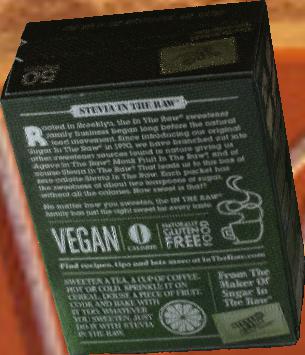 50
STEVIA IN THE RAW®
Rooted in Brooklyn, the In The Raw® sweetener
family business began long before the natural
food movement. Since introducing our original
Sugar In The Raw® in 1970, we have branched out into
other sweetener sources found in nature giving us
Agave In The Raw®, Monk Fruit In The Raw®, and of
course Stevia In The Raw®. That leads us to this box of
zero calorie Stevia In The Raw. Each packet has
the sweetness of about two teaspoons of sugar,
without all the calories. How sweet is that?
No matter how you sweeten, the IN THE RAW®
family has just the right sweet for every taste.
VEGAN
0
CALORIES
NATURALLY
GLUTEN
FREE
Find recipes, tips and lots more at InTheRaw.com
SWEETEN A TEA, A CUP OF COFFEE,
HOT OR COLD. SPRINKLE IT ON
CEREAL, DOUSE A PIECE OF FRUIT.
COOK AND BAKE WITH
IT TOO. WHATEVER
YOU SWEETEN, JUST
DO IT WITH STEVIA
IN THE RAW.
From The
Maker Of
Sugar In
The Raw®